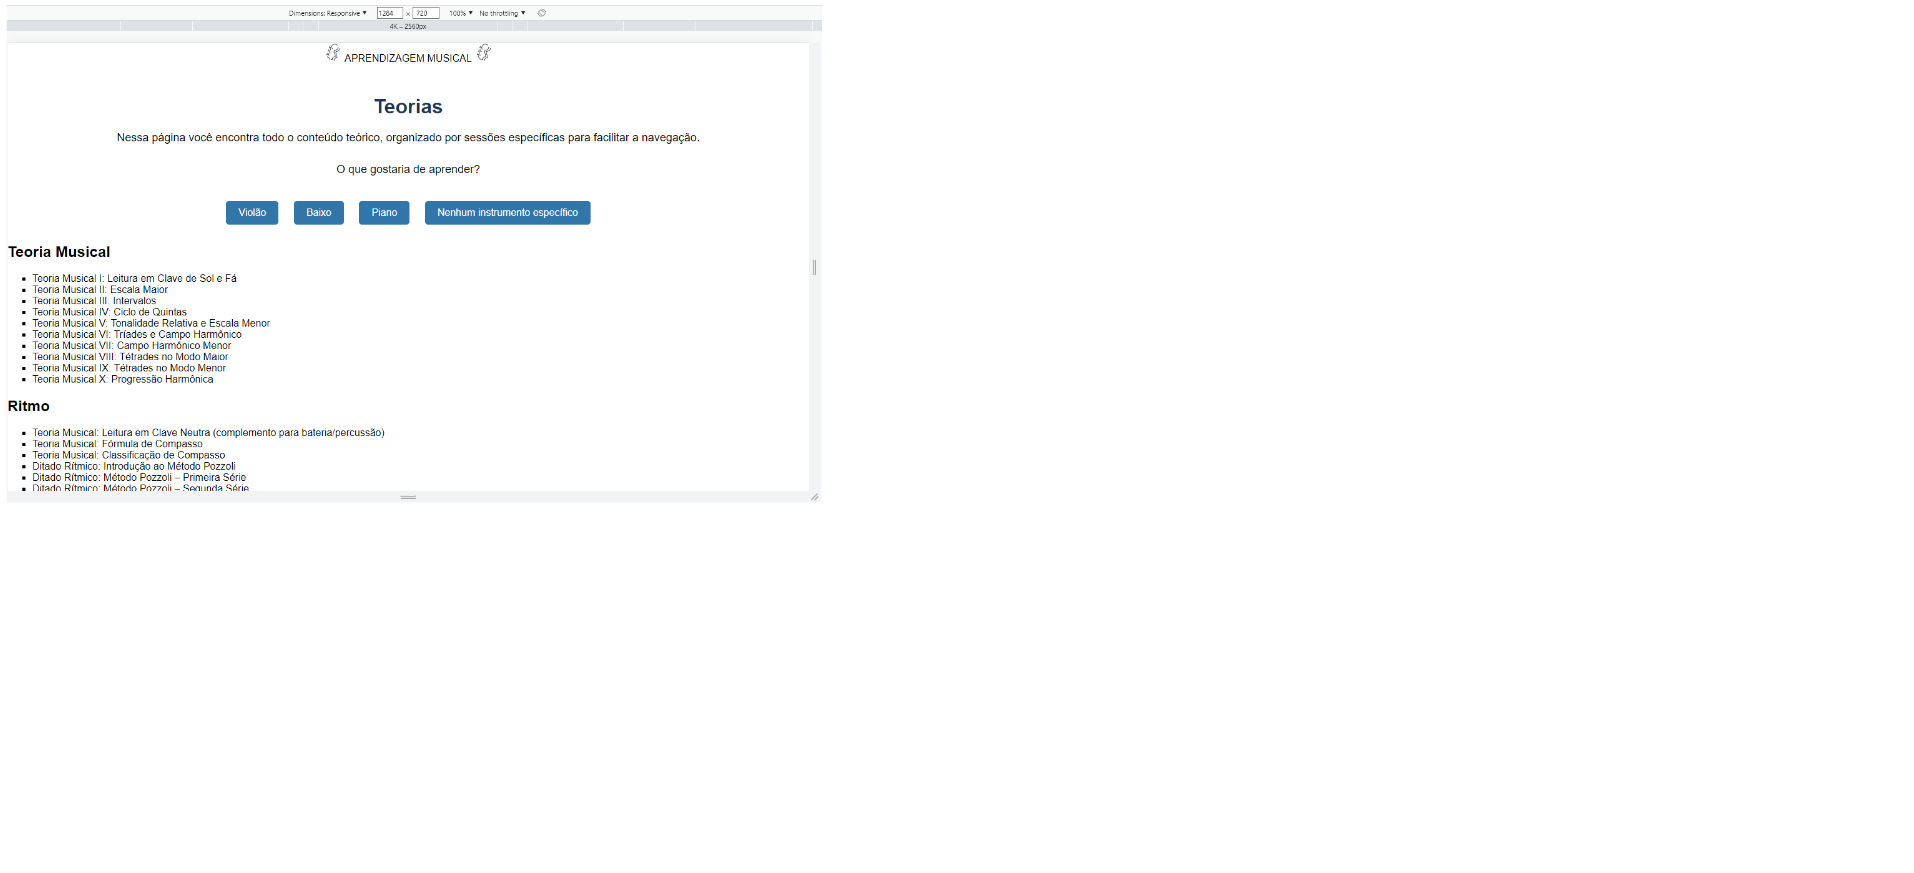 Dimensions: Responsive ▼ 1284 × 720 100% ▼ No throttling ▼
4K – 2560px
APRENDIZAGEM MUSICAL
Teorias
Nessa página você encontra todo o conteúdo teórico, organizado por sessões específicas para facilitar a navegação.
O que gostaria de aprender?
Violão Baixo Piano Nenhum instrumento específico
Teoria Musical
Teoria Musical I: Leitura em Clave de Sol e Fá
Teoria Musical II: Escala Maior
Teoria Musical III: Intervalos
Teoria Musical IV: Ciclo de Quintas
Teoria Musical V: Tonalidade Relativa e Escala Menor
Teoria Musical VI: Tríades e Campo Harmônico
Teoria Musical VII: Campo Harmônico Menor
Teoria Musical VIII: Tétrades no Modo Maior
Teoria Musical IX: Tétrades no Modo Menor
Teoria Musical X: Progressão Harmônica
Ritmo
Teoria Musical: Leitura em Clave Neutra (complemento para bateria/percussão)
Teoria Musical: Fórmula de Compasso
Teoria Musical: Classificação de Compasso
Ditado Rítmico: Introdução ao Método Pozzoli
Ditado Rítmico: Método Pozzoli – Primeira Série
Ditado Rítmico: Método Pozzoli – Segunda Série